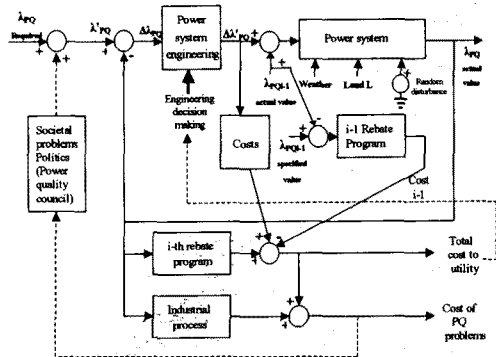 λPQ
Required
λ'PQ
ΔλPQ
Power
system
engineering
Δλ'PQ
Power system
λPQ
actual
value
Engineering
decision
making
λPQi-1
actual value
Weather
Load L
Random
disturbance
Societal
problems
Politics
(Power
quality
council)
Costs
λPQi-1
specified
value
i-1 Rebate
Program
Cost
i-1
i-th rebate
program
Total
cost to
utility
Industrial
process
Cost of
PQ
problems